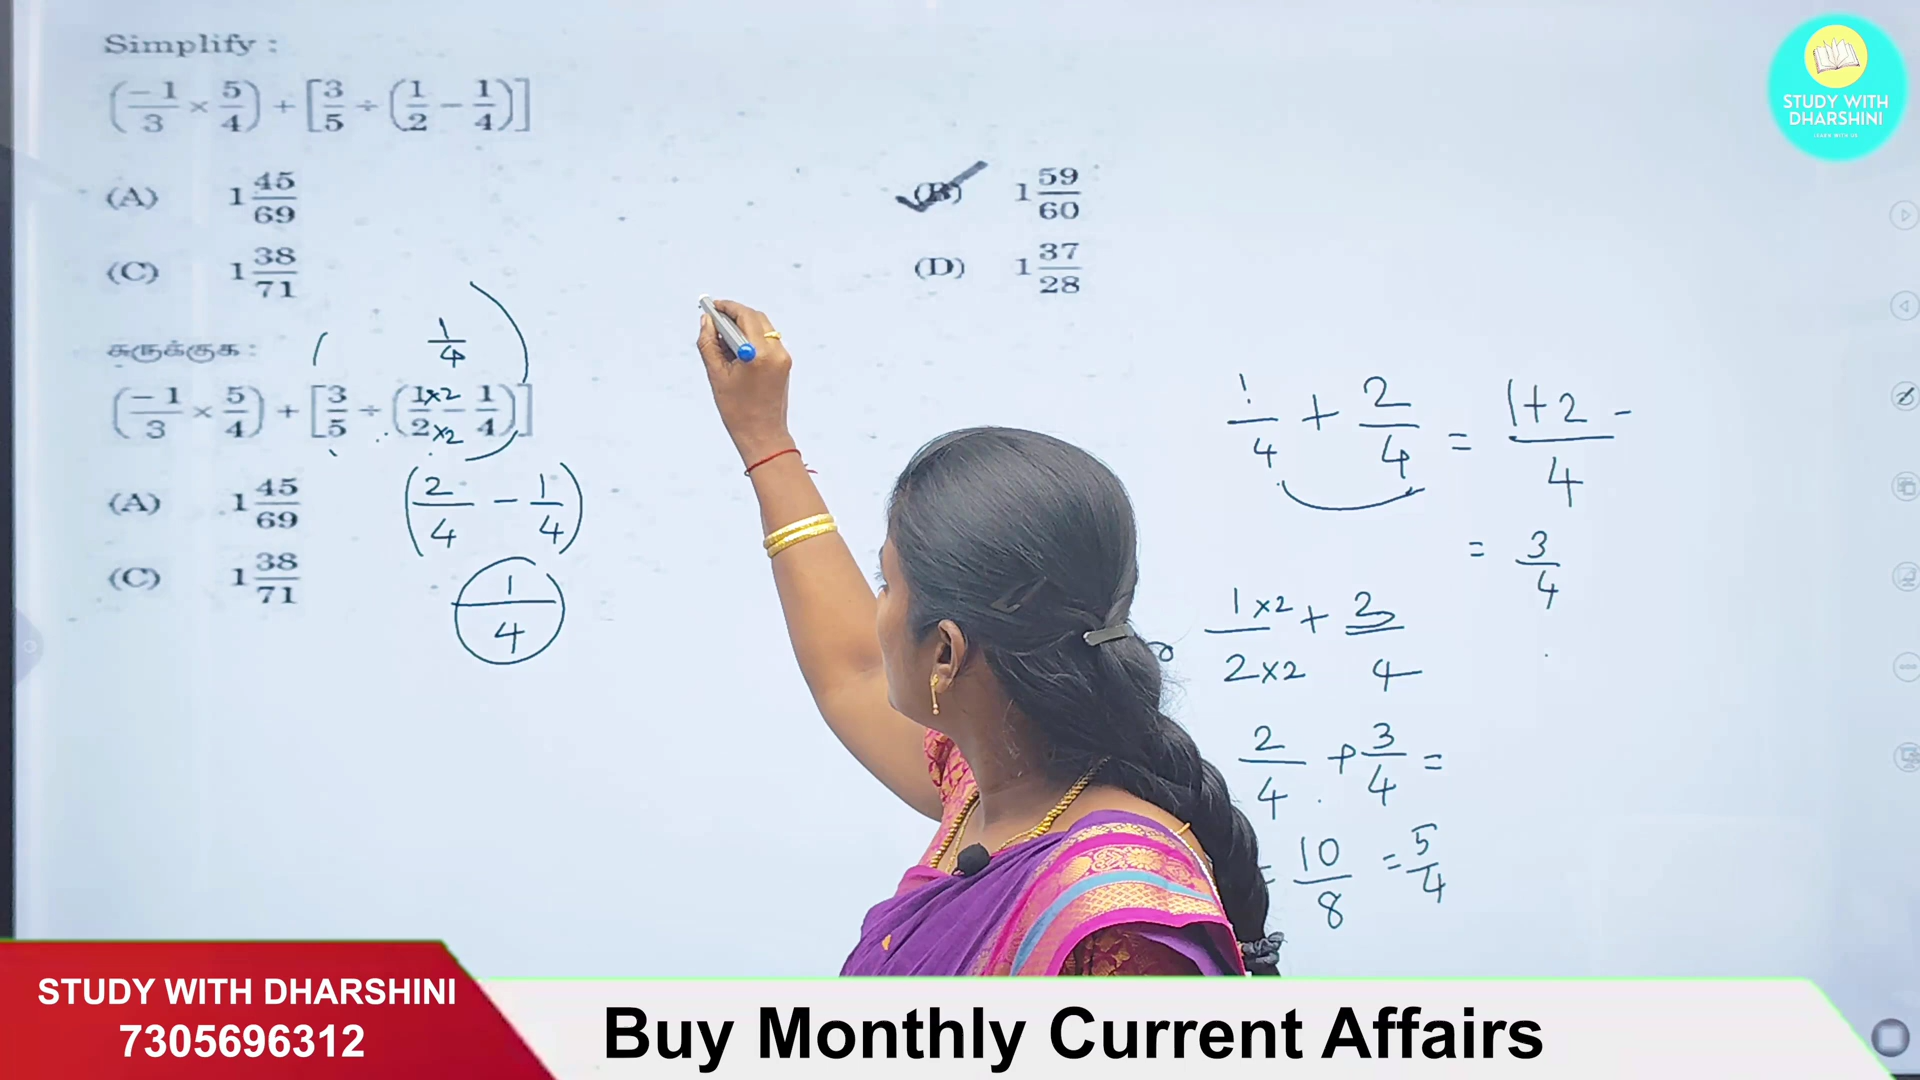 Simplify :
(-1/3 × 5/4) + [3/5 ÷ (1/2 − 1/4)]
(A) 1 45/69
(B) 1 59/60
(C) 1 38/71
(D) 1 37/28
சுருக்குக :
( 1/4 )
(-1/3 × 5/4) + [3/5 ÷ (1×2/2×2 − 1/4)]
(A) 1 45/69
(2/4 − 1/4)
(C) 1 38/71
1/4
1/4 + 2/4 = 1+2/4
= 3/4
1×2/2×2 + 3/4
2/4 + 3/4 =
= 10/8 = 5/4
STUDY WITH
DHARSHINI
LEARN WITH US
STUDY WITH DHARSHINI
7305696312
Buy Monthly Current Affairs